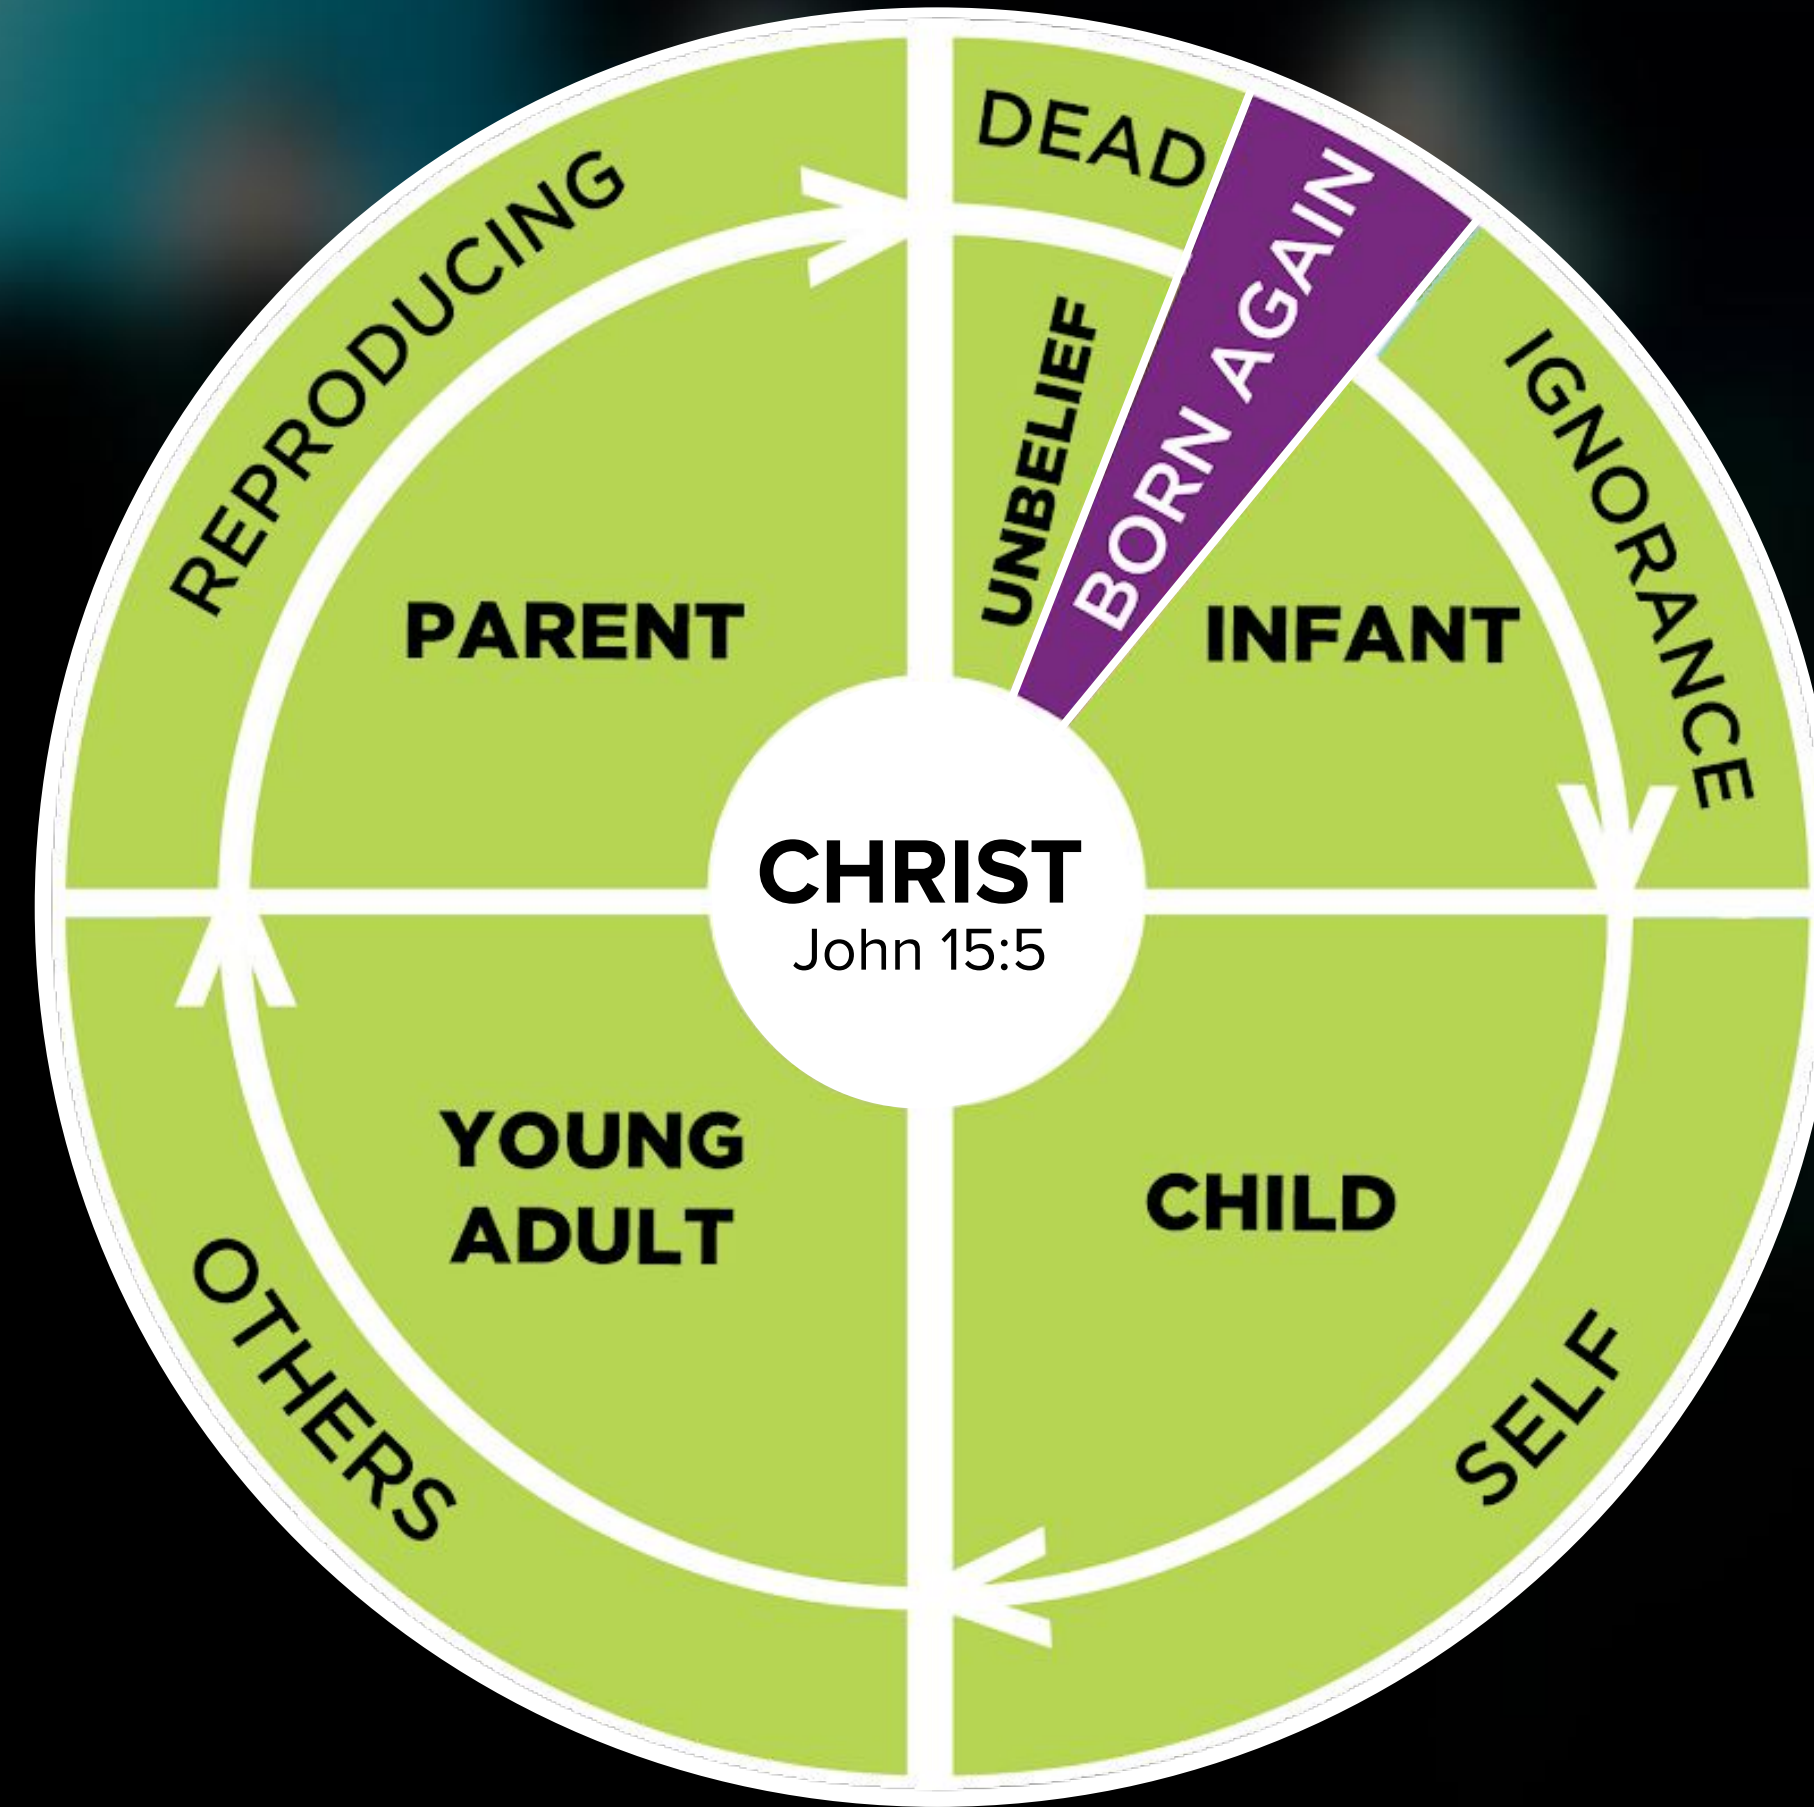 DEAD
UNBELIEF
BORN AGAIN
IGNORANCE
INFANT
SELF
CHILD
OTHERS
YOUNG
ADULT
REPRODUCING
PARENT
CHRIST
John 15:5